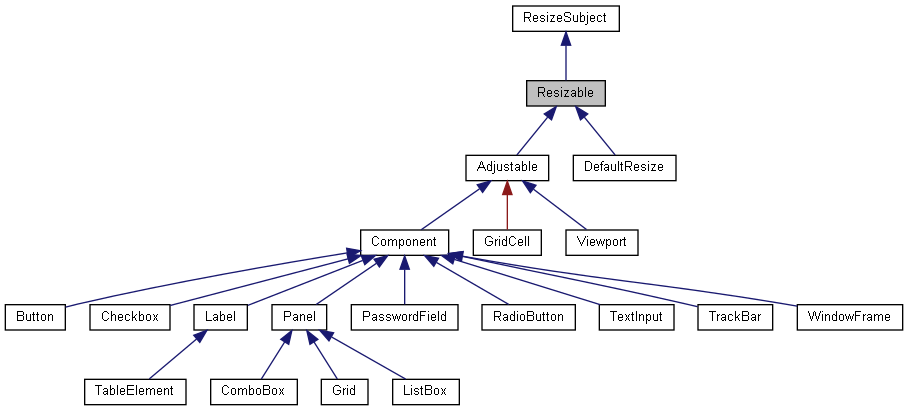 ResizeSubject
Resizable
Adjustable
DefaultResize
Component
GridCell
Viewport
Button
Checkbox
Label
Panel
PasswordField
RadioButton
TextInput
TrackBar
WindowFrame
TableElement
ComboBox
Grid
ListBox